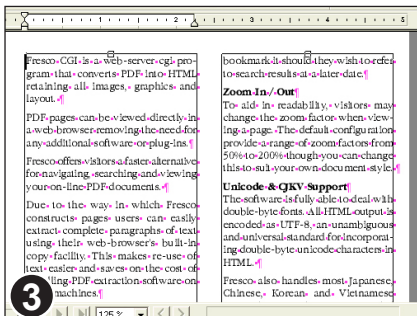 1 2 1 2 3 4 5
Fresco CGI is a web-server cgi pro-
gram that converts PDF into HTML
retaining all images, graphics and
layout.
PDF pages can be viewed directly in
a web browser removing the need for
any additional software or plug-ins.
Fresco offers visitors a faster alternative
for navigating, searching and viewing
your on-line PDF documents.
Due to the way in which Fresco
constructs pages users can easily
extract complete paragraphs of text
using their web-browser's built-in
copy facility. This makes re-use of
text easier and saves on the cost of
PDF extraction software on
machines.
bookmark it should they wish to refer
to search results at a later date.
Zoom In / Out
To aid in readability, visitors may
change the zoom factor when view-
ing a page. The default configuration
provide a range of zoom factors from
50% to 200% though you can change
this to suit your own document style.
Unicode & CJKV Support
The software is fully able to deal with
double-byte fonts. All HTML output is
encoded as UTF-8, an unambiguous
and universal standard for incorporat-
ing double-byte unicode characters in
HTML.
Fresco also handles most Japanese,
Chinese, Korean and Vietnamese
3
125 %